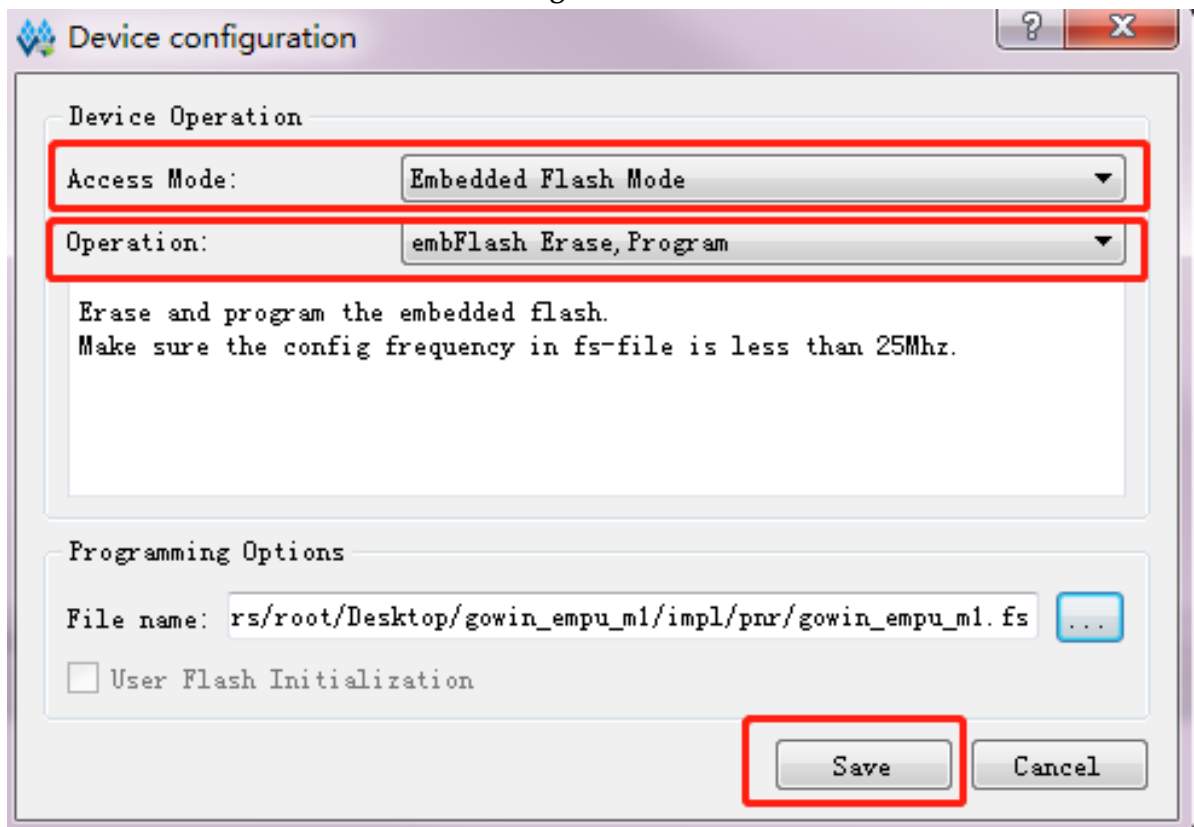 Device configuration
Device Operation
Access Mode: Embedded Flash Mode
Operation: embFlash Erase,Program
Erase and program the embedded flash.
Make sure the config frequency in fs-file is less than 25Mhz.
Programming Options
File name: rs/root/Desktop/gowin_empu_m1/impl/pnr/gowin_empu_m1.fs ...
User Flash Initialization
Save Cancel